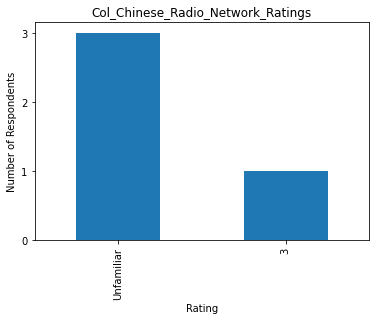 Col_Chinese_Radio_Network_Ratings
Number of Respondents
3
2
1
0
Unfamiliar
3
Rating